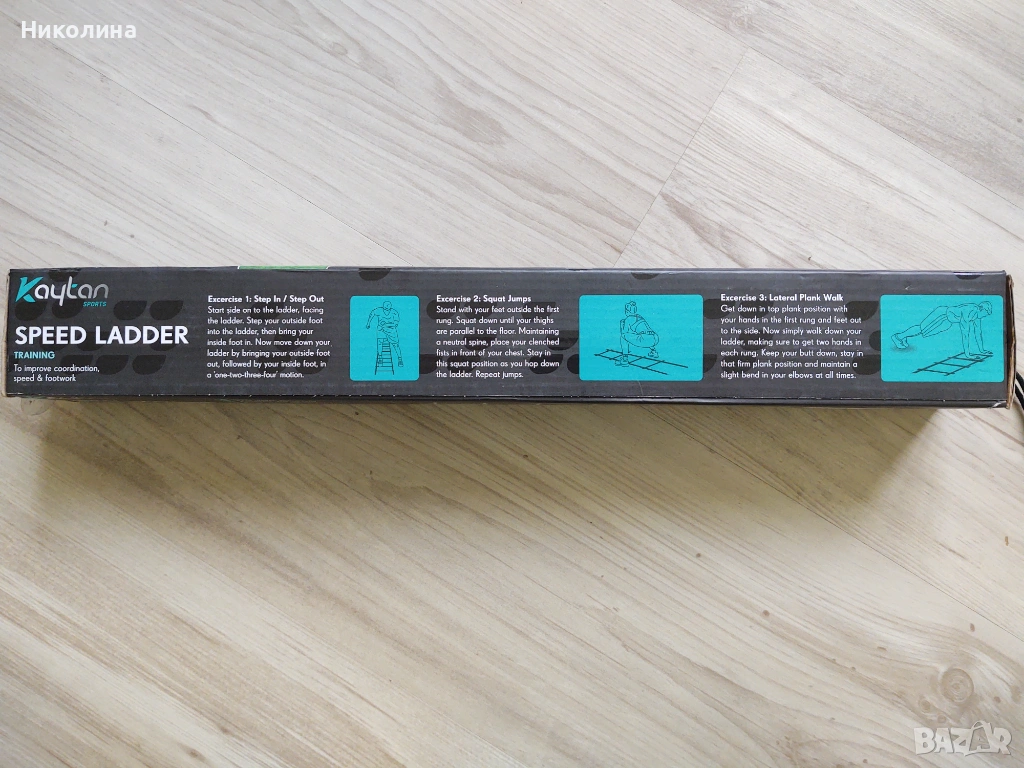 Николина
Kaytan
SPORTS
SPEED LADDER
TRAINING
To improve coordination,
speed & footwork
Excercise 1: Step In / Step Out
Start side on to the ladder, facing
the ladder. Step your outside foot
into the ladder, then bring your
inside foot in. Now move down your
ladder by bringing your outside foot
out, followed by your inside foot, in
a 'one-two-three-four' motion.
Excercise 2: Squat Jumps
Stand with your feet outside the first
rung. Squat down until your thighs
are parallel to the floor. Maintaining
a neutral spine, place your clenched
fists in front of your chest. Stay in
this squat position as you hop down
the ladder. Repeat jumps.
Excercise 3: Lateral Plank Walk
Get down in top plank position with
your hands in the first rung and feet out
to the side. Now simply walk down your
ladder, making sure to get two hands in
each rung. Keep your butt down, stay in
that firm plank position and maintain a
slight bend in your elbows at all times.
BAZAR